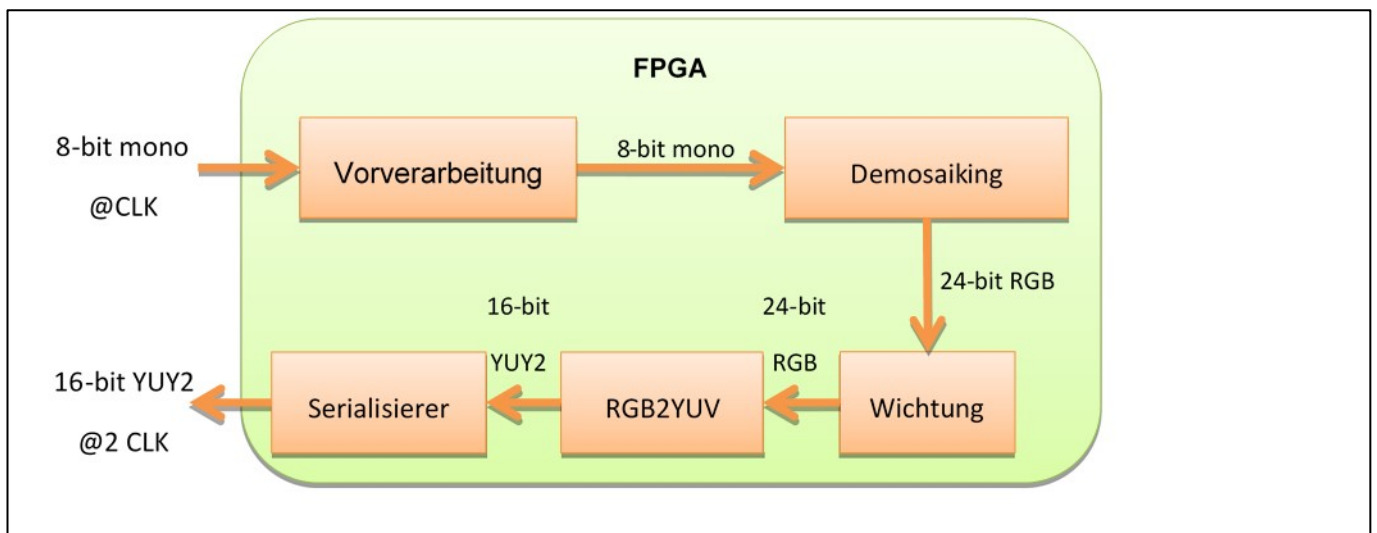 FPGA
8-bit mono
@CLK
Vorverarbeitung
8-bit mono
Demosaiking
24-bit RGB
Wichtung
24-bit
RGB
RGB2YUV
16-bit
YUY2
Serialisierer
16-bit YUY2
@2 CLK